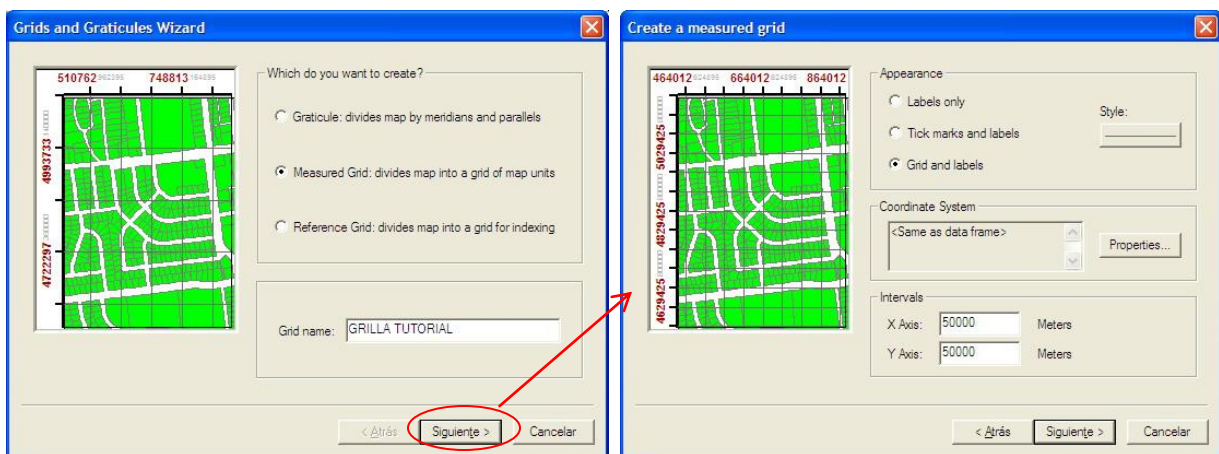 Grids and Graticules Wizard
510762 962395 748813 164895
4993733
4722297
Which do you want to create?
Graticule: divides map by meridians and parallels
Measured Grid: divides map into a grid of map units
Reference Grid: divides map into a grid for indexing
Grid name: GRILLA TUTORIAL
< Atrás Siguiente > Cancelar
Create a measured grid
464012 624895 664012 624895 864012
5029425
4829425
4629425
Appearance
Labels only
Tick marks and labels
Grid and labels
Style:
Coordinate System
<Same as data frame>
Properties...
Intervals
X Axis: 50000 Meters
Y Axis: 50000 Meters
< Atrás Siguiente > Cancelar